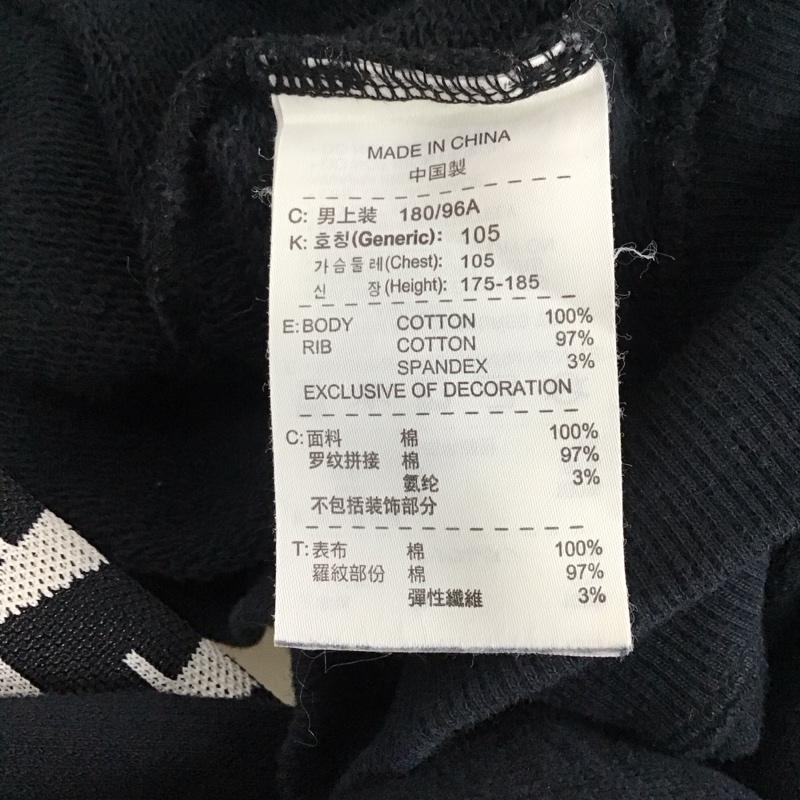 MADE IN CHINA
中国製
C: 男上装 180/96A
K: 호칭(Generic): 105
가슴둘레(Chest): 105
신 장(Height): 175-185
E: BODY COTTON 100%
RIB COTTON 97%
SPANDEX 3%
EXCLUSIVE OF DECORATION
C: 面料 棉 100%
罗纹拼接 棉 97%
氨纶 3%
不包括装饰部分
T: 表布 棉 100%
羅紋部份 棉 97%
彈性纖維 3%